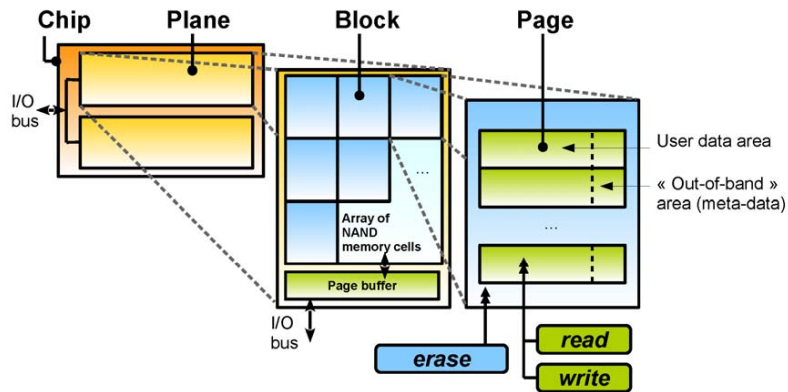 Chip
Plane
Block
Page
I/O
bus
User data area
« Out-of-band »
area (meta-data)
...
Array of
NAND
memory cells
...
Page buffer
I/O
bus
erase
read
write